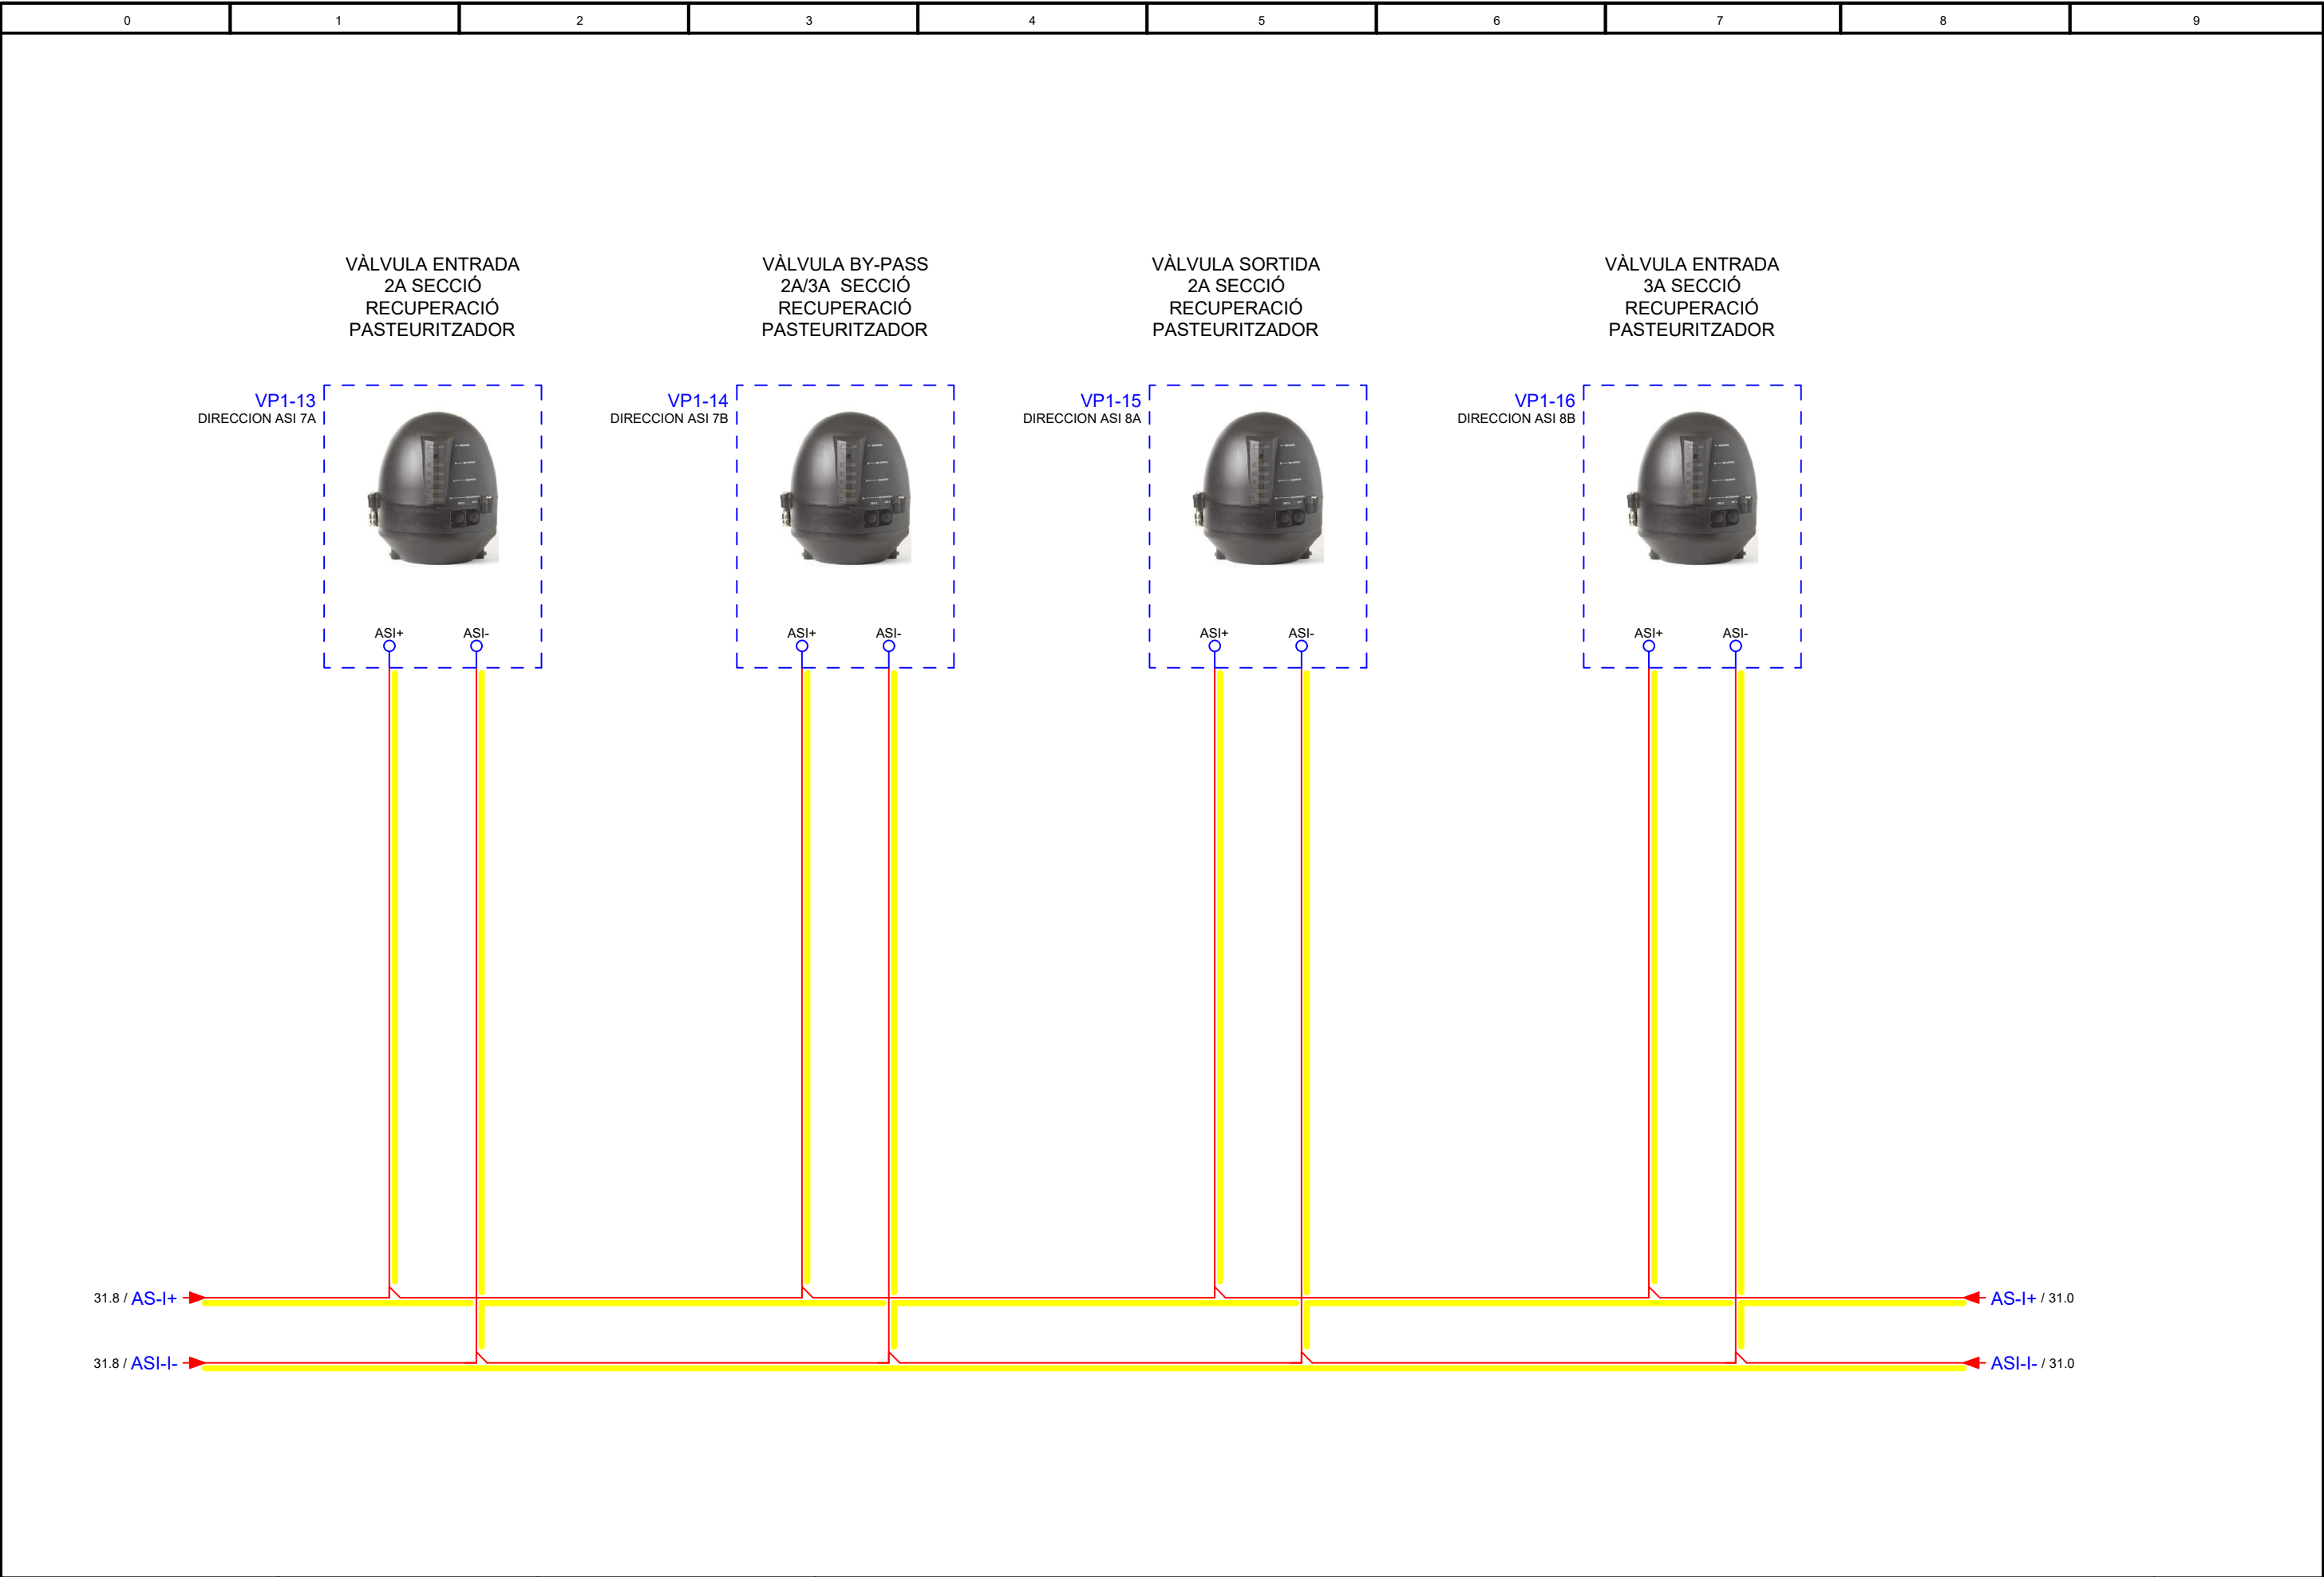 0 1 2 3 4 5 6 7 8 9
VÀLVULA ENTRADA
2A SECCIÓ
RECUPERACIÓ
PASTEURITZADOR
VÀLVULA BY-PASS
2A/3A SECCIÓ
RECUPERACIÓ
PASTEURITZADOR
VÀLVULA SORTIDA
2A SECCIÓ
RECUPERACIÓ
PASTEURITZADOR
VÀLVULA ENTRADA
3A SECCIÓ
RECUPERACIÓ
PASTEURITZADOR
VP1-13
DIRECCION ASI 7A
VP1-14
DIRECCION ASI 7B
VP1-15
DIRECCION ASI 8A
VP1-16
DIRECCION ASI 8B
ASI+ ASI-
ASI+ ASI-
ASI+ ASI-
ASI+ ASI-
31.8 / AS-I+
AS-I+ / 31.0
31.8 / ASI-I-
ASI-I- / 31.0